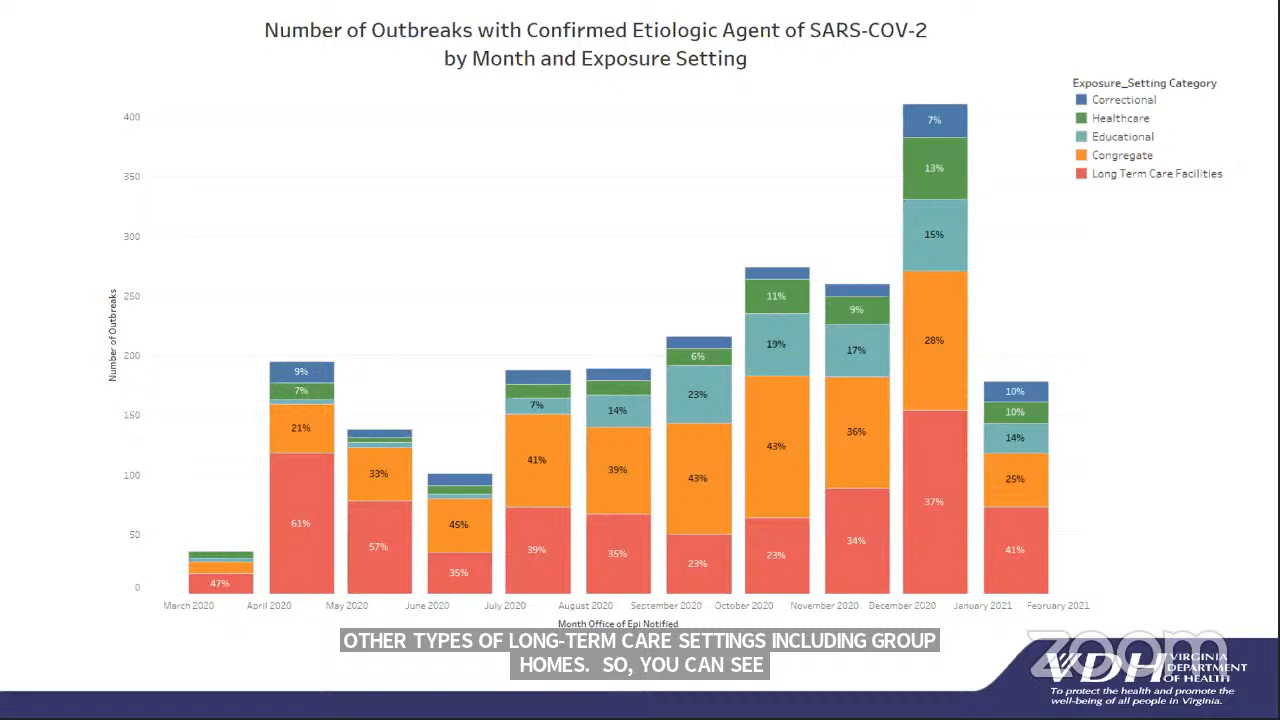 Number of Outbreaks with Confirmed Etiologic Agent of SARS-COV-2
by Month and Exposure Setting
Exposure_Setting Category
Correctional
Healthcare
Educational
Congregate
Long Term Care Facilities
Number of Outbreaks
400
350
300
250
200
150
100
50
0
47%
9%
7%
21%
61%
33%
57%
45%
35%
7%
41%
39%
14%
39%
35%
6%
23%
43%
23%
11%
19%
43%
23%
9%
17%
36%
34%
7%
13%
15%
28%
37%
10%
10%
14%
25%
41%
March 2020 April 2020 May 2020 June 2020 July 2020 August 2020 September 2020 October 2020 November 2020 December 2020 January 2021 February 2021
Month Office of Epi Notified
OTHER TYPES OF LONG-TERM CARE SETTINGS INCLUDING GROUP
HOMES. SO, YOU CAN SEE
zoom
VDH VIRGINIA
DEPARTMENT
OF HEALTH
To protect the health and promote the
well-being of all people in Virginia.